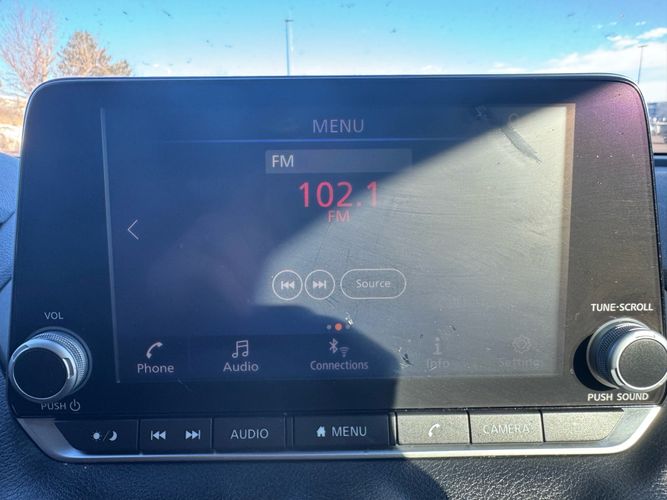 MENU
FM
102.1
FM
Source
VOL
TUNE·SCROLL
Phone
Audio
Connections
Info
Settings
PUSH
PUSH SOUND
AUDIO
MENU
CAMERA